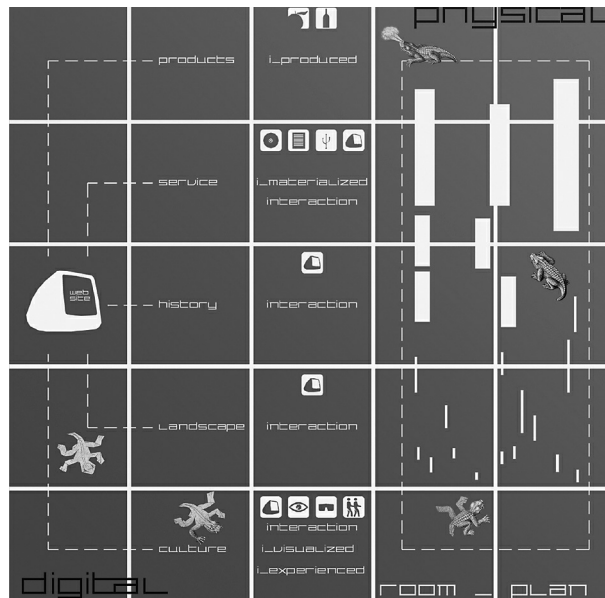 physical
products i_produced
service i_materialized
interaction
web
site
history interaction
Landscape interaction
interaction
culture i_visualized
i_experienced
digital
room _ plan